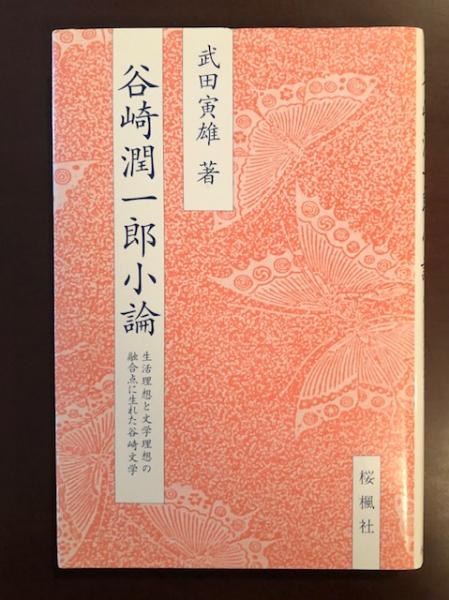 武田寅雄 著
谷崎潤一郎小論
生活理想と文学理想の
融合点に生れた谷崎文学
桜楓社